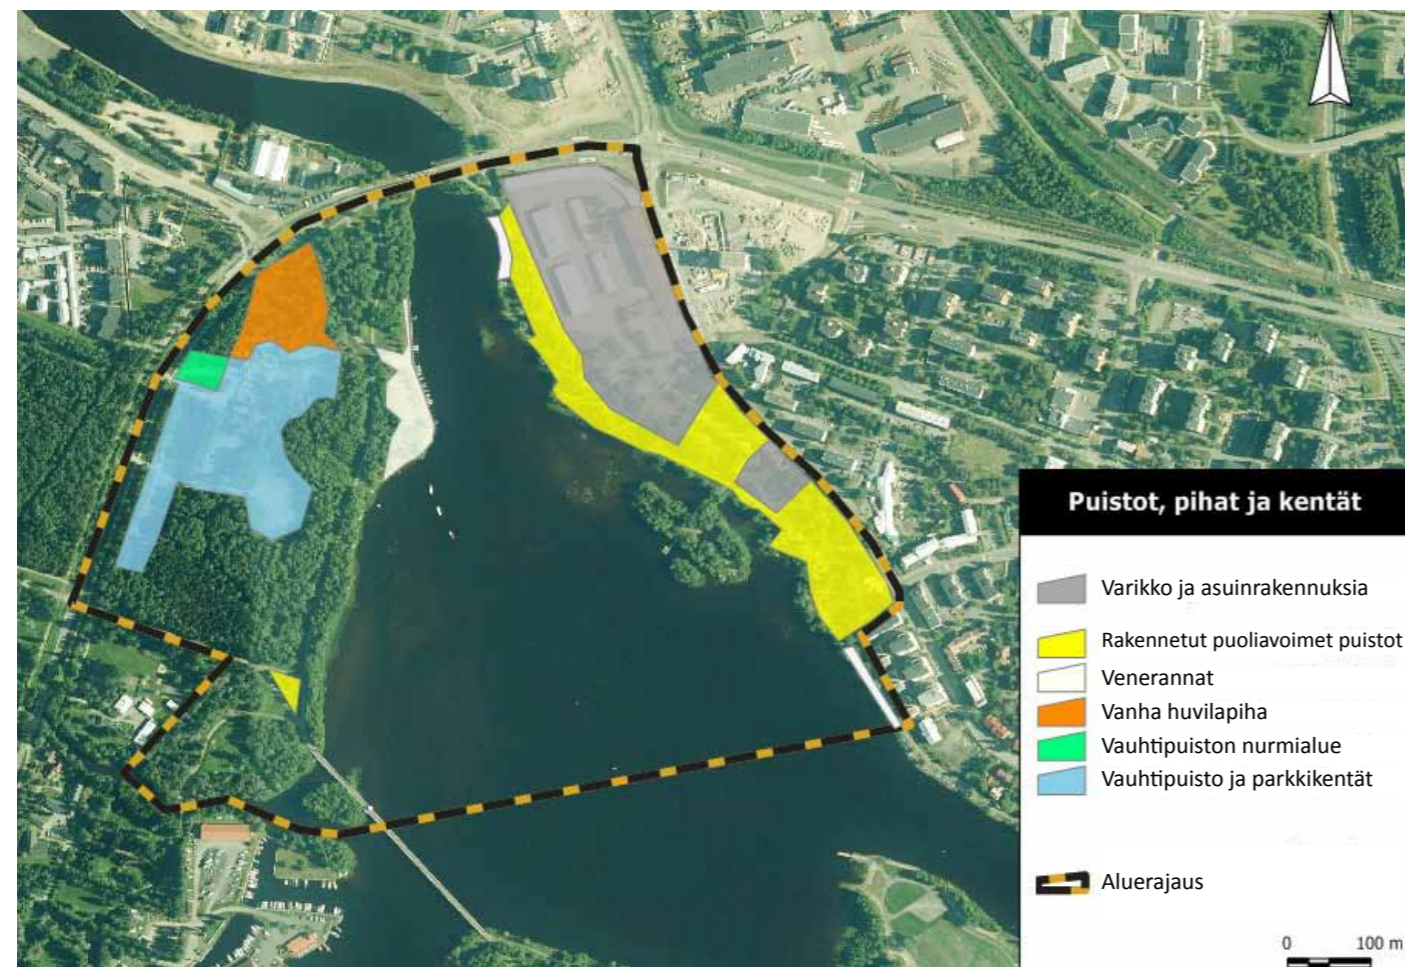 Puistot, pihat ja kentät
Varikko ja asuinrakennuksia
Rakennetut puoliavoimet puistot
Venerannat
Vanha huvilapiha
Vauhtipuiston nurmialue
Vauhtipuisto ja parkkikentät
Aluerajaus
0 100 m